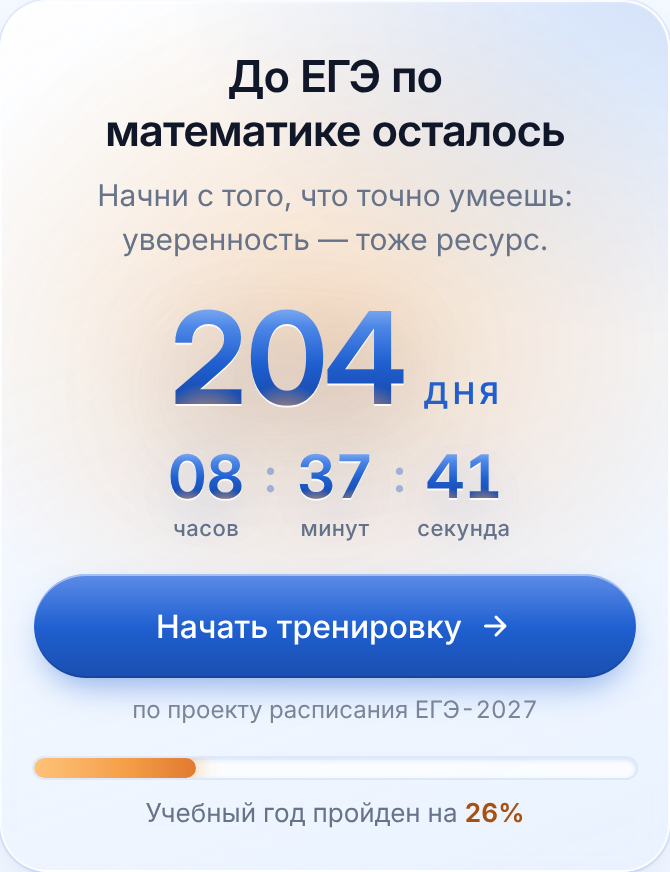 До ЕГЭ по
математике осталось
Начни с того, что точно умеешь:
уверенность — тоже ресурс.
204 дня
08 : 37 : 41
часов минут секунда
Начать тренировку →
по проекту расписания ЕГЭ-2027
Учебный год пройден на 26%